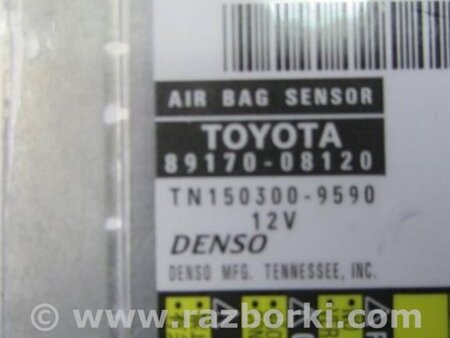 AIR BAG SENSOR
TOYOTA
89170-08120
TN150300-9590
12V
DENSO
DENSO MFG. TENNESSEE, INC.
© www.razborki.com